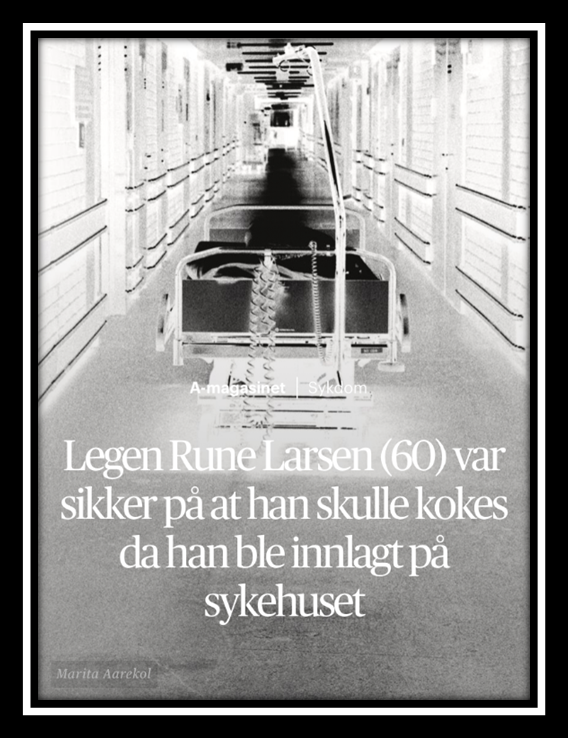 A-magasinet | Sykdom
Legen Rune Larsen (60) var
sikker på at han skulle kokes
da han ble innlagt på
sykehuset
Marita Aarekol